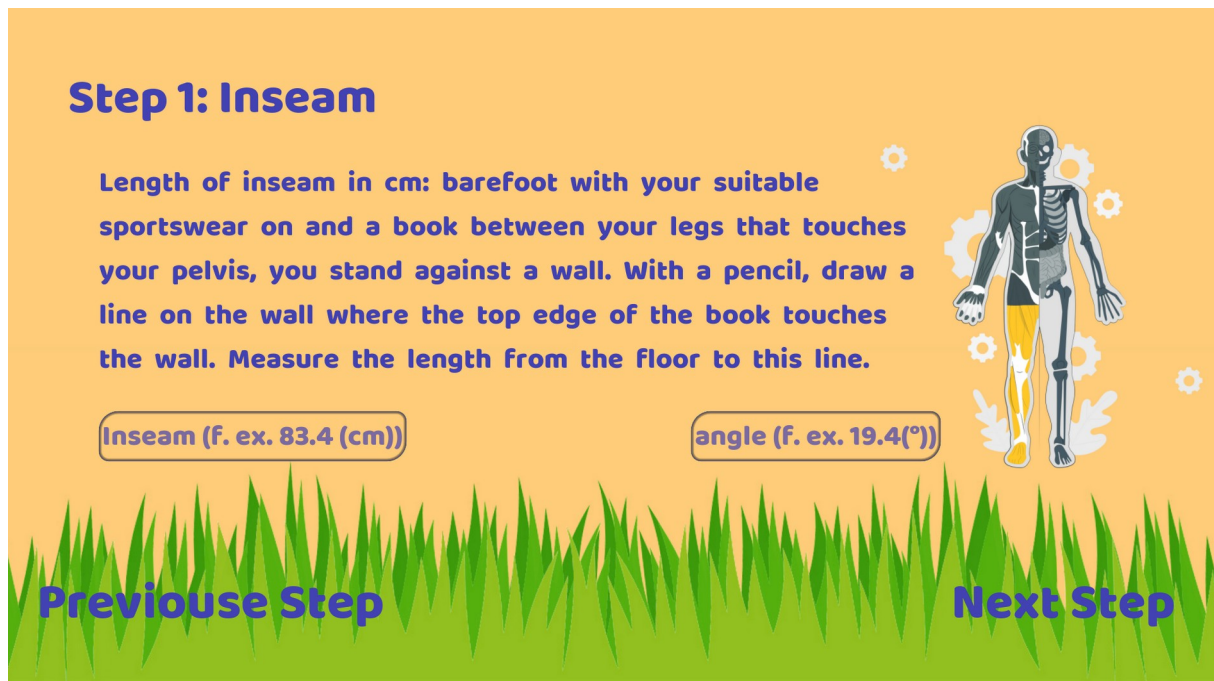 Step 1: Inseam
Length of inseam in cm: barefoot with your suitable
sportswear on and a book between your legs that touches
your pelvis, you stand against a wall. With a pencil, draw a
line on the wall where the top edge of the book touches
the wall. Measure the length from the floor to this line.
Inseam (f. ex. 83.4 (cm))
angle (f. ex. 19.4(°))
Previouse Step
Next Step